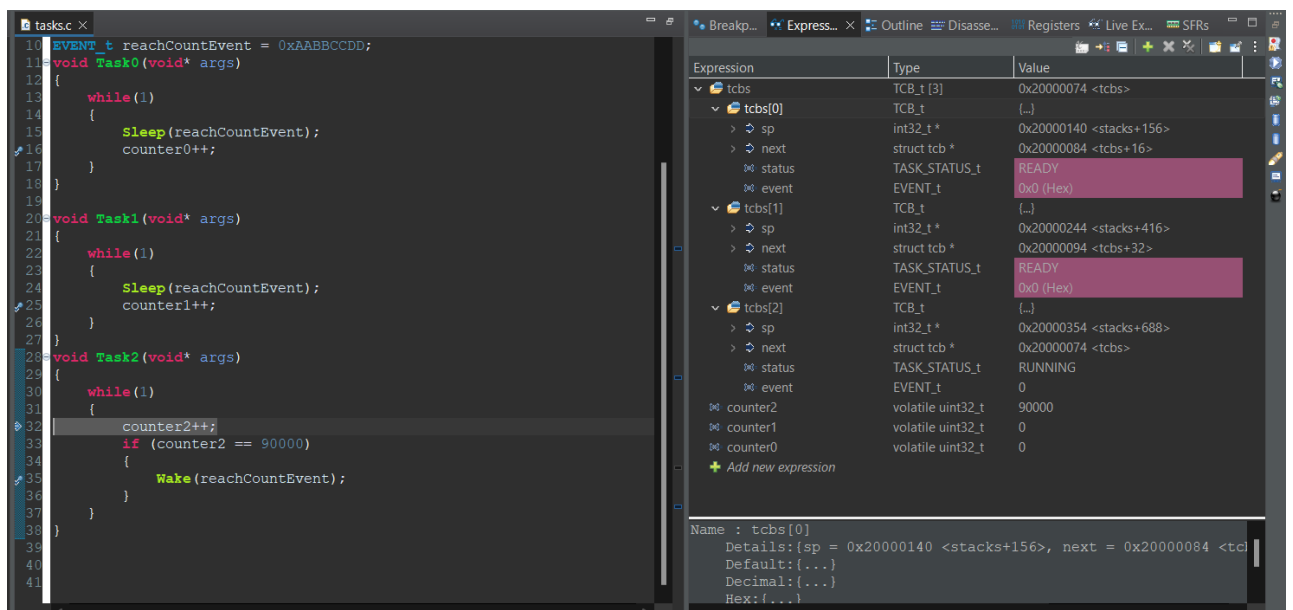 tasks.c
10 EVENT_t reachCountEvent = 0xAABBCCDD;
11 void Task0(void* args)
12 {
13 while(1)
14 {
15 Sleep(reachCountEvent);
16 counter0++;
17 }
18 }
19
20 void Task1(void* args)
21 {
22 while(1)
23 {
24 Sleep(reachCountEvent);
25 counter1++;
26 }
27 }
28 void Task2(void* args)
29 {
30 while(1)
31 {
32 counter2++;
33 if (counter2 == 90000)
34 {
35 Wake(reachCountEvent);
36 }
37 }
38 }
39
40
41
Breakp... Express... Outline Disasse... Registers Live Ex... SFRs
Expression Type Value
tcbs TCB_t [3] 0x20000074 <tcbs>
tcbs[0] TCB_t {...}
sp int32_t * 0x20000140 <stacks+156>
next struct tcb * 0x20000084 <tcbs+16>
status TASK_STATUS_t READY
event EVENT_t 0x0 (Hex)
tcbs[1] TCB_t {...}
sp int32_t * 0x20000244 <stacks+416>
next struct tcb * 0x20000094 <tcbs+32>
status TASK_STATUS_t READY
event EVENT_t 0x0 (Hex)
tcbs[2] TCB_t {...}
sp int32_t * 0x20000354 <stacks+688>
next struct tcb * 0x20000074 <tcbs>
status TASK_STATUS_t RUNNING
event EVENT_t 0
counter2 volatile uint32_t 90000
counter1 volatile uint32_t 0
counter0 volatile uint32_t 0
Add new expression
Name : tcbs[0]
Details:{sp = 0x20000140 <stacks+156>, next = 0x20000084 <tcb
Default:{...}
Decimal:{...}
Hex:{...}